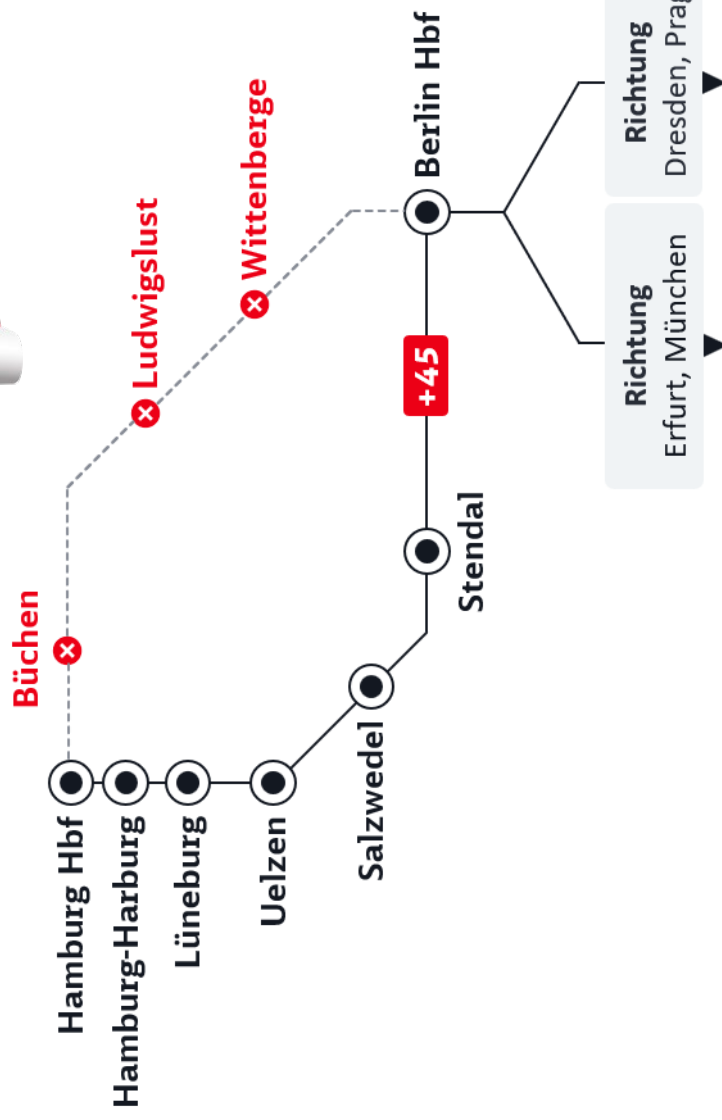 Büchen
Ludwigslust
Wittenberge
Hamburg Hbf
Hamburg-Harburg
Lüneburg
Uelzen
Salzwedel
Stendal
+45
Berlin Hbf
Richtung
Erfurt, München
Richtung
Dresden,